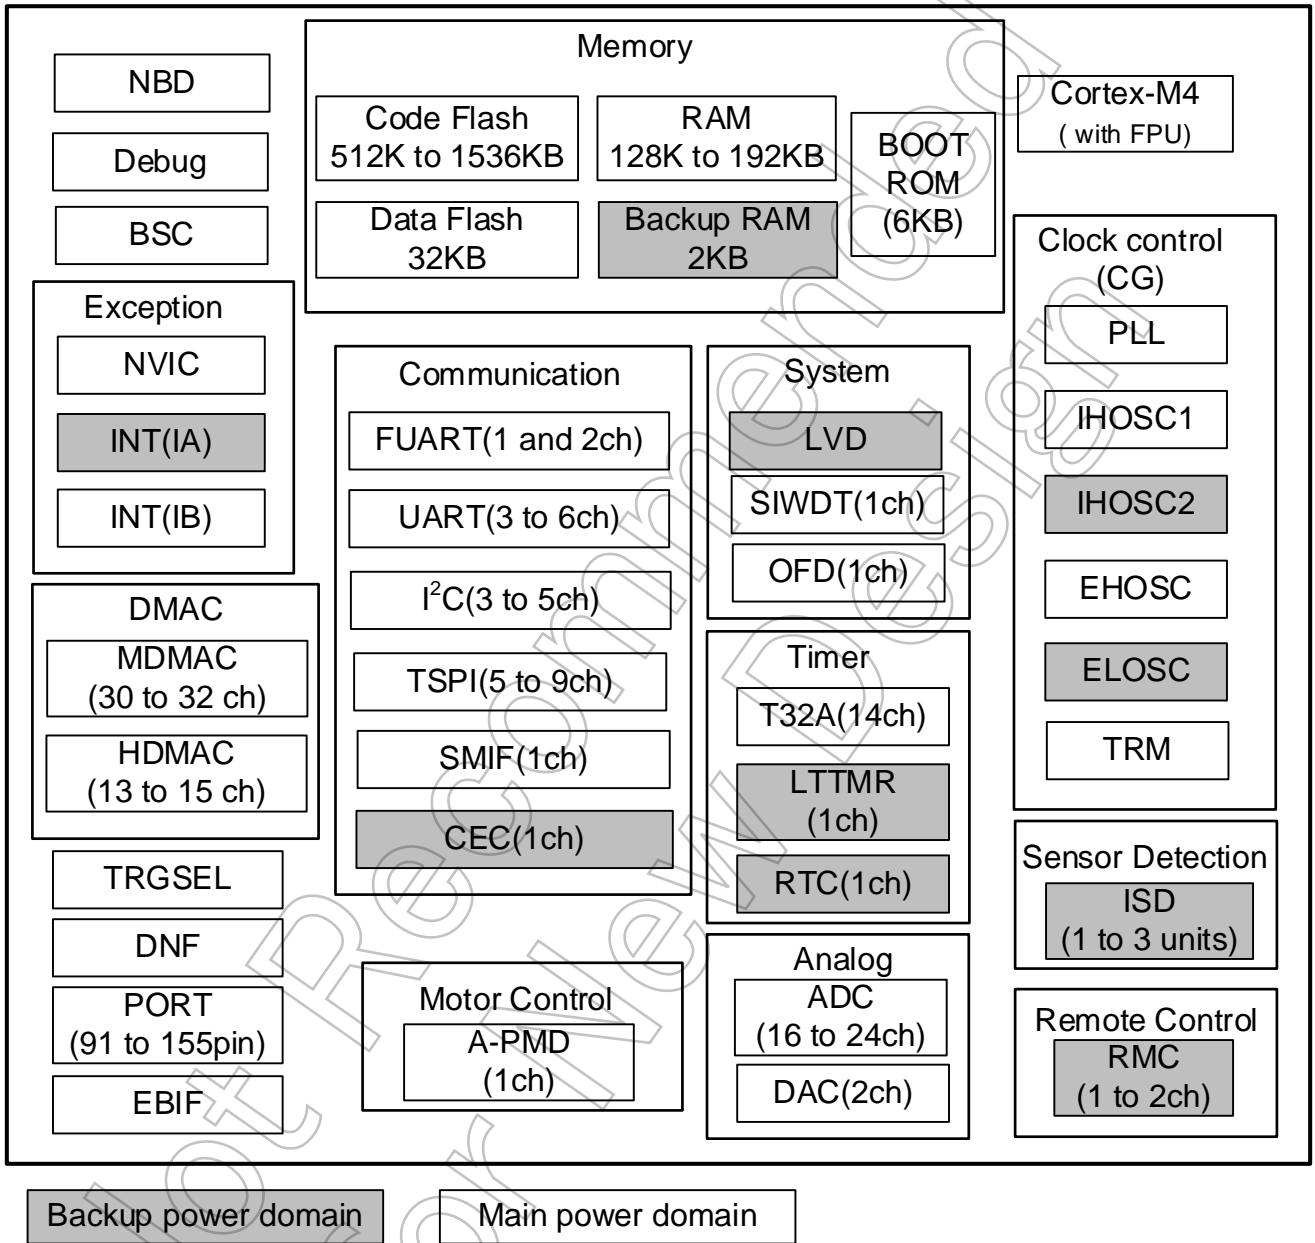 NBD
Debug
BSC
Memory
Code Flash
512K to 1536KB
RAM
128K to 192KB
BOOT
ROM
(6KB)
Data Flash
32KB
Backup RAM
2KB
Cortex-M4
( with FPU)
Exception
NVIC
INT(IA)
INT(IB)
DMAC
MDMAC
(30 to 32 ch)
HDMAC
(13 to 15 ch)
TRGSEL
DNF
PORT
(91 to 155pin)
EBIF
Communication
FUART(1 and 2ch)
UART(3 to 6ch)
I²C(3 to 5ch)
TSPI(5 to 9ch)
SMIF(1ch)
CEC(1ch)
Motor Control
A-PMD
(1ch)
System
LVD
SIWDT(1ch)
OFD(1ch)
Timer
T32A(14ch)
LTTMR
(1ch)
RTC(1ch)
Analog
ADC
(16 to 24ch)
DAC(2ch)
Clock control
(CG)
PLL
IHOSC1
IHOSC2
EHOSC
ELOSC
TRM
Sensor Detection
ISD
(1 to 3 units)
Remote Control
RMC
(1 to 2ch)
Backup power domain
Main power domain
Not Recommended
for New Design